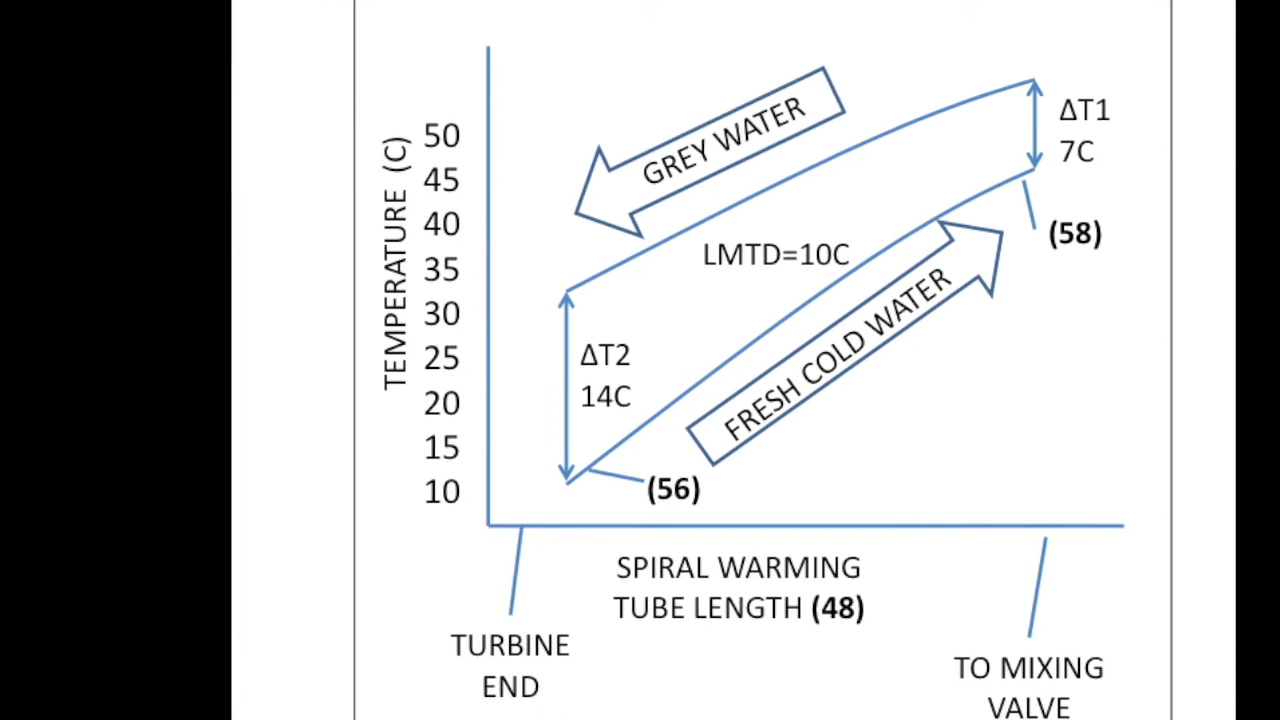 GREY WATER
ΔT1
7C
TEMPERATURE (C)
50
45
40
35
30
25
20
15
10
(58)
LMTD=10C
FRESH COLD WATER
ΔT2
14C
(56)
SPIRAL WARMING
TUBE LENGTH (48)
TURBINE
END
TO MIXING
VALVE